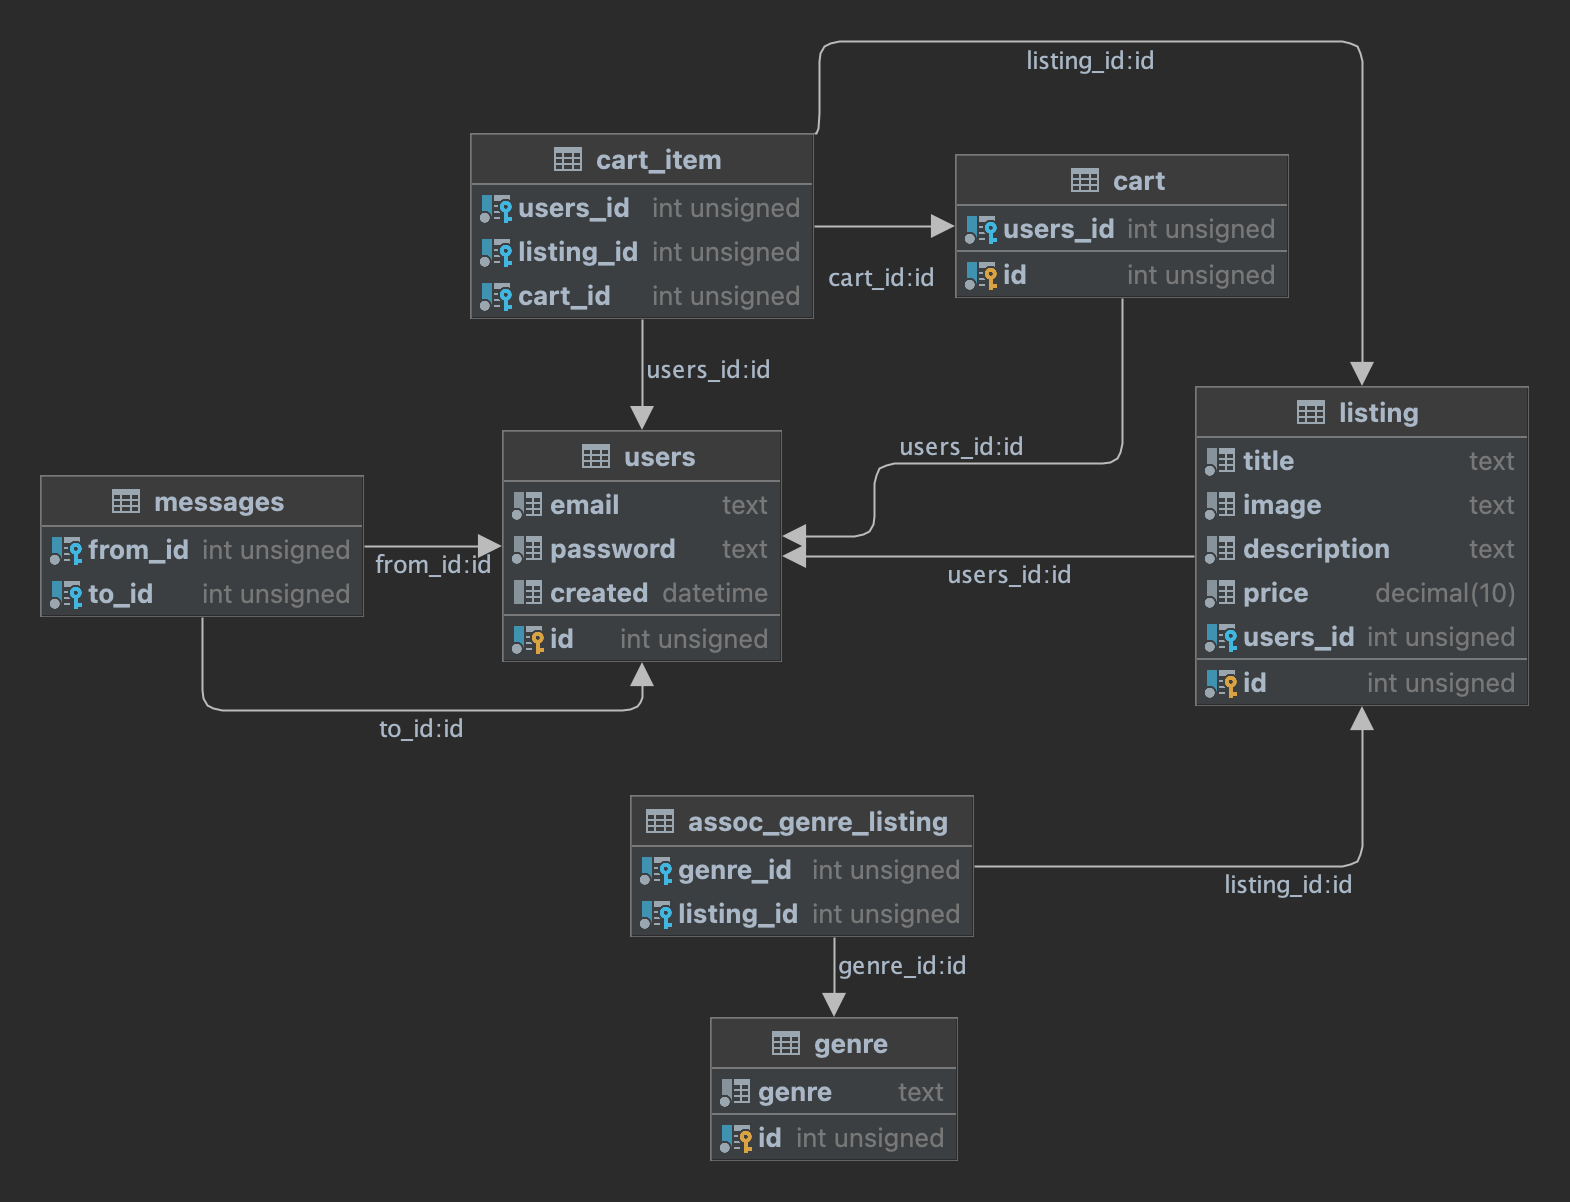 listing_id:id
cart_item
users_id int unsigned
listing_id int unsigned
cart_id int unsigned
cart
users_id int unsigned
id int unsigned
cart_id:id
users_id:id
users_id:id
listing
title text
image text
description text
price decimal(10)
users_id int unsigned
id int unsigned
users
email text
password text
created datetime
id int unsigned
messages
from_id int unsigned
to_id int unsigned
from_id:id
users_id:id
to_id:id
assoc_genre_listing
genre_id int unsigned
listing_id int unsigned
listing_id:id
genre_id:id
genre
genre text
id int unsigned